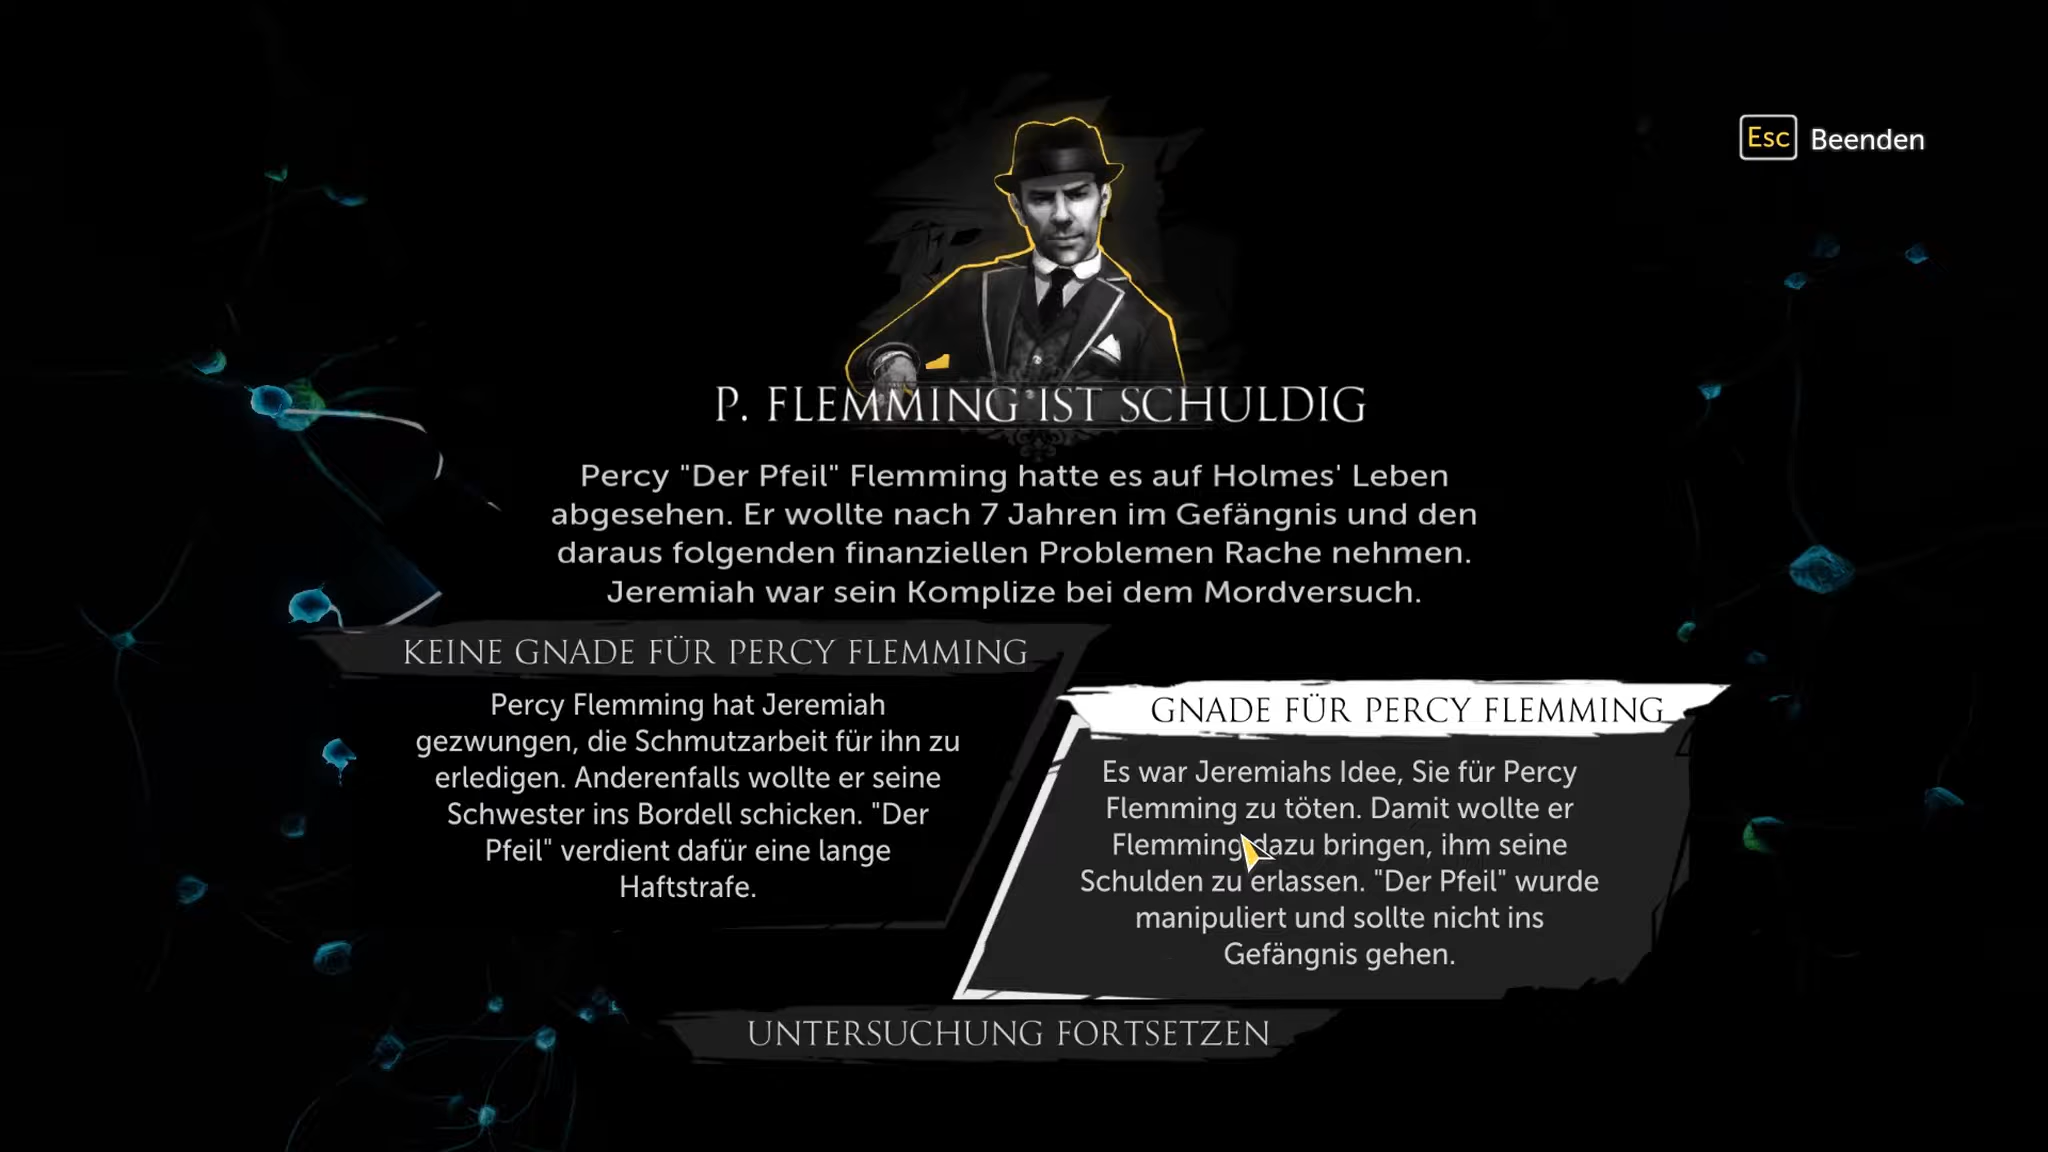 Esc Beenden
P. FLEMMING IST SCHULDIG
Percy "Der Pfeil" Flemming hatte es auf Holmes' Leben
abgesehen. Er wollte nach 7 Jahren im Gefängnis und den
daraus folgenden finanziellen Problemen Rache nehmen.
Jeremiah war sein Komplize bei dem Mordversuch.
KEINE GNADE FÜR PERCY FLEMMING
Percy Flemming hat Jeremiah
gezwungen, die Schmutzarbeit für ihn zu
erledigen. Anderenfalls wollte er seine
Schwester ins Bordell schicken. "Der
Pfeil" verdient dafür eine lange
Haftstrafe.
GNADE FÜR PERCY FLEMMING
Es war Jeremiahs Idee, Sie für Percy
Flemming zu töten. Damit wollte er
Flemming dazu bringen, ihm seine
Schulden zu erlassen. "Der Pfeil" wurde
manipuliert und sollte nicht ins
Gefängnis gehen.
UNTERSUCHUNG FORTSETZEN